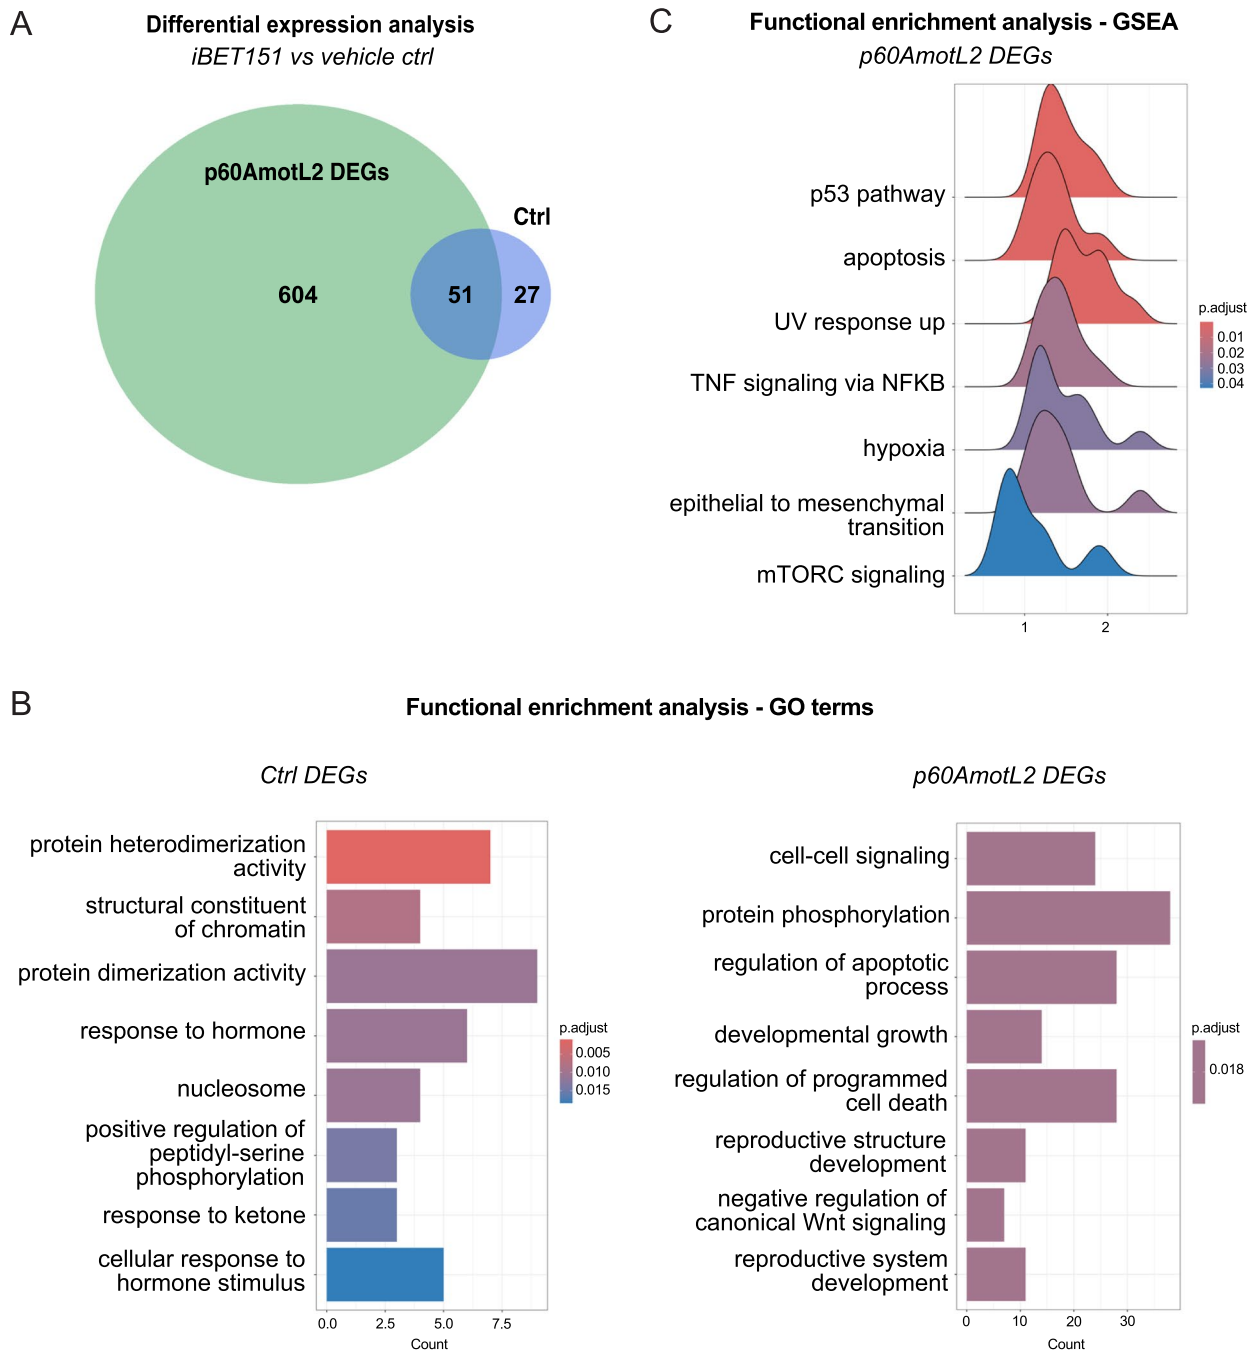 A
Differential expression analysis
iBET151 vs vehicle ctrl
p60AmotL2 DEGs
Ctrl
604
51
27
C
Functional enrichment analysis - GSEA
p60AmotL2 DEGs
p53 pathway
apoptosis
UV response up
TNF signaling via NFKB
hypoxia
epithelial to mesenchymal
transition
mTORC signaling
1
2
p.adjust
0.01
0.02
0.03
0.04
B
Functional enrichment analysis - GO terms
Ctrl DEGs
protein heterodimerization
activity
structural constituent
of chromatin
protein dimerization activity
response to hormone
nucleosome
positive regulation of
peptidyl-serine
phosphorylation
response to ketone
cellular response to
hormone stimulus
0.0
2.5
5.0
7.5
Count
p.adjust
0.005
0.010
0.015
p60AmotL2 DEGs
cell-cell signaling
protein phosphorylation
regulation of apoptotic
process
developmental growth
regulation of programmed
cell death
reproductive structure
development
negative regulation of
canonical Wnt signaling
reproductive system
development
0
10
20
30
Count
p.adjust
0.018